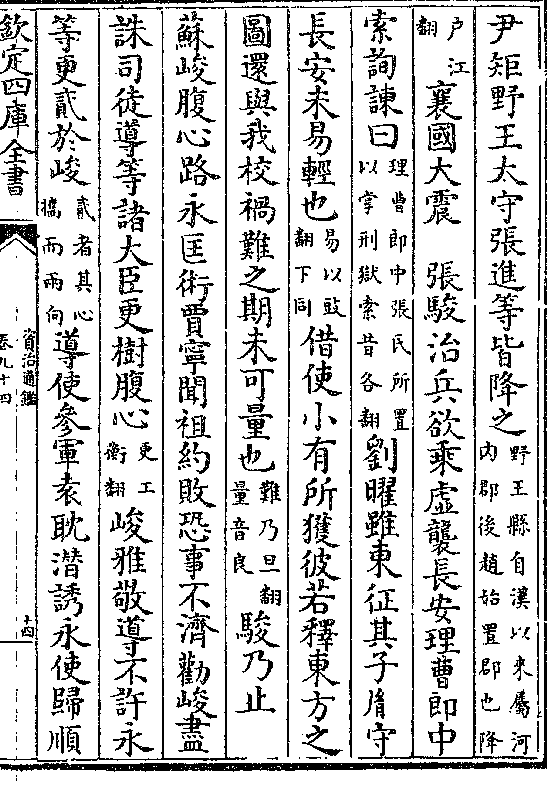 尹矩野王太守張進等皆降之野王縣自漢以來屬河内郡後趙始置郡也降
户江翻襄國大震　張駿治兵欲乘虚襲長安理曹郎中
索詢諫曰理曹郎中張氏所置以掌刑獄索昔各翻劉曜雖東征其子𦙍守
長安未易輕也易以豉翻下同借使小有所獲彼若釋東方之
圖還與我校禍難之期未可量也難乃旦翻量音良駿乃止
蘇峻腹心路永匡術賈寧聞祖約敗恐事不濟勸峻盡
誅司徒導等諸大臣更樹腹心更工衡翻峻雅敬導不許永
等更貳於峻貳者其心攜而兩向導使參軍袁耽潛誘永使歸順
欽定四庫全書
資治通鑑
卷九十四
十四